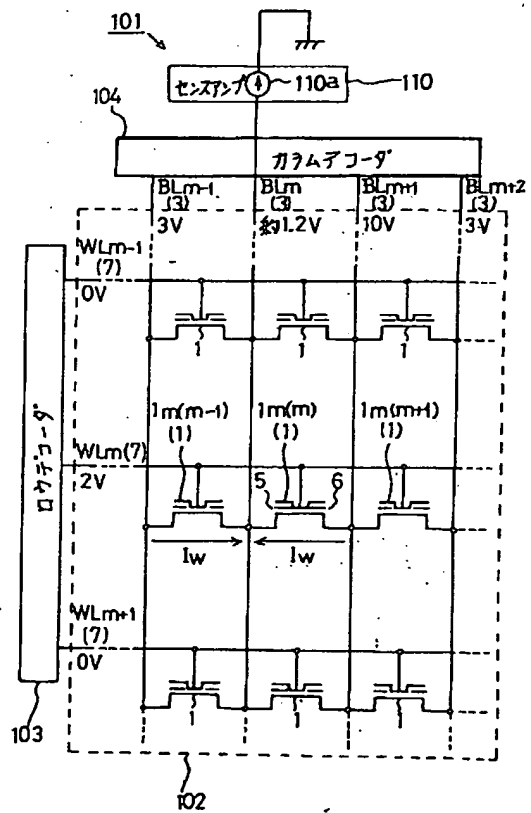 101
センスアンプ 110a 110
104
カラムデコーダ
BLm-1 BLm BLm+1 BLm+2
(3) (3) (3) (3)
3V 約1.2V 10V 3V
WLm-1
(7)
0V
1 1 1
1m(m-1) 1m(m) 1m(m+1)
(1) (1) (1)
ロウデコーダ
WLm(7)
2V
5 6
Iw Iw
WLm+1
(7)
0V
1 1 1
103
102